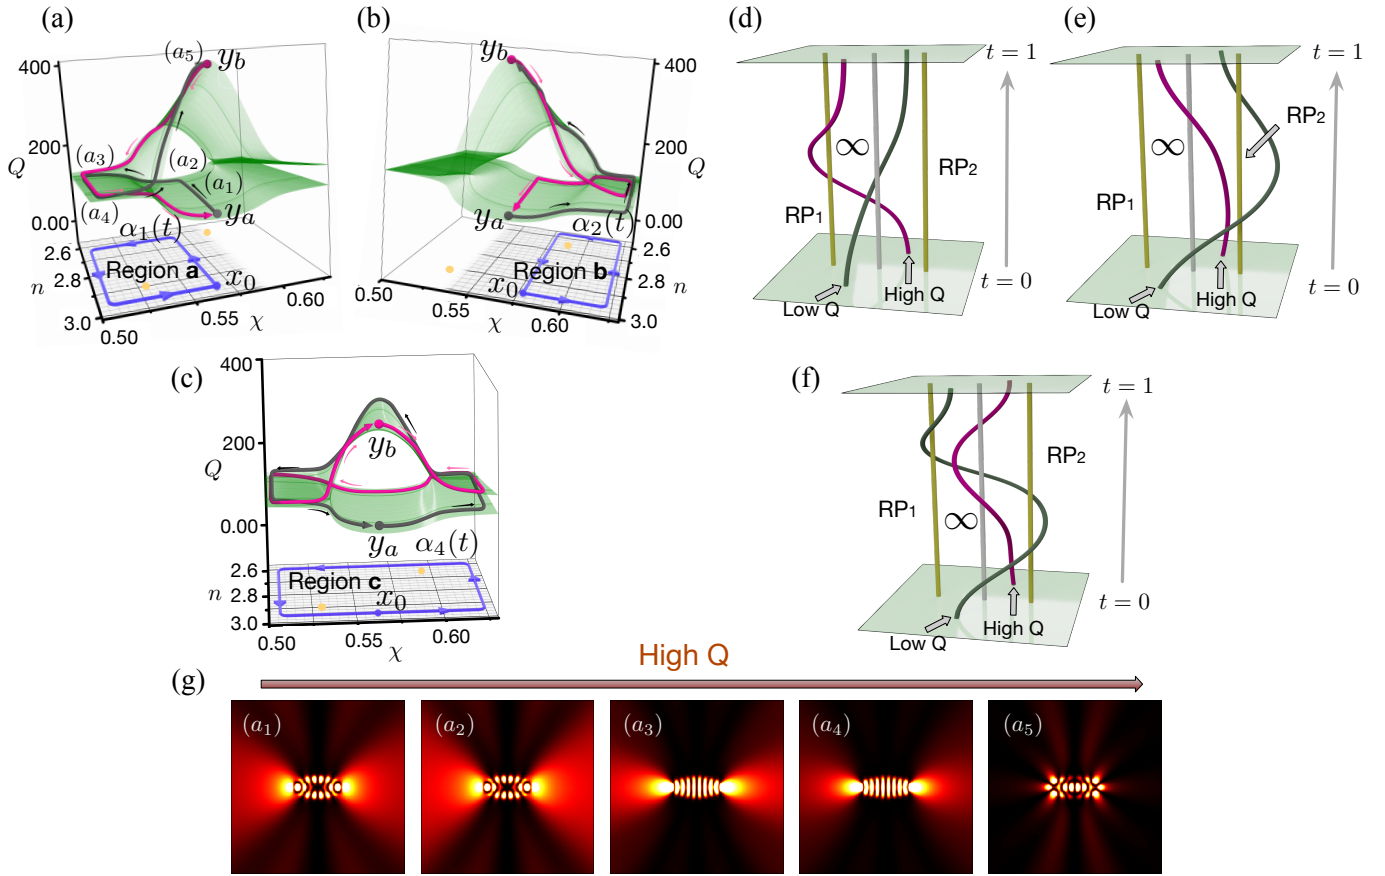 (a)
400
200
Q
0.00
(a5)
yb
(a3)
(a2)
(a1)
(a4)
ya
α1(t)
2.6
2.8
n
3.0
Region a
x0
0.50
0.55
0.60
χ
(b)
yb
400
200
Q
0.00
ya
α2(t)
2.6
2.8
n
3.0
Region b
x0
0.50
0.55
0.60
χ
(c)
400
200
Q
0.00
yb
ya
α4(t)
2.6
n
2.8
3.0
Region c
x0
0.50
0.55
0.60
χ
(d)
t = 1
∞
RP2
RP1
t = 0
High Q
Low Q
(e)
t = 1
RP2
∞
RP1
t = 0
High Q
Low Q
(f)
t = 1
RP2
RP1
∞
t = 0
High Q
Low Q
High Q
(g)
(a1)
(a2)
(a3)
(a4)
(a5)